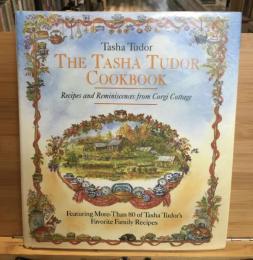 Tasha Tudor
THE TASHA TUDOR
COOKBOOK
Recipes and Reminiscences from Corgi Cottage
Featuring More Than 80 of Tasha Tudor's
Favorite Family Recipes